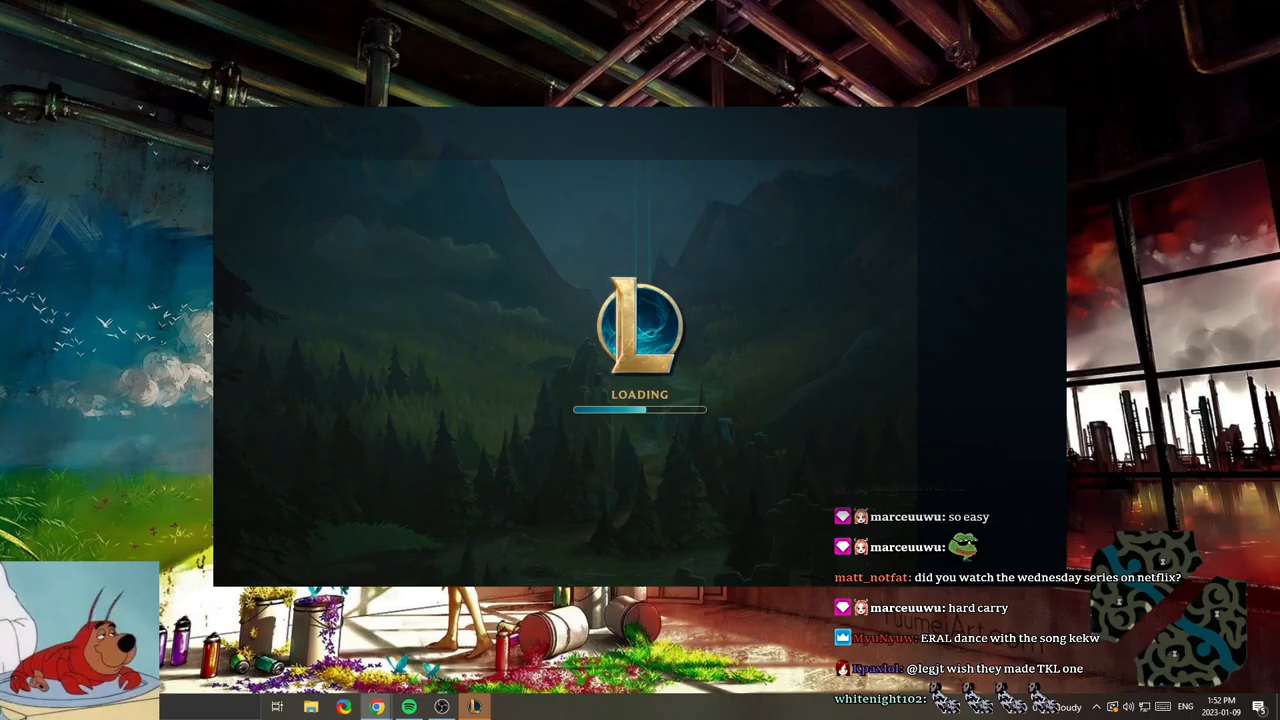 LOADING
marceuuwu: so easy
marceuuwu:
matt_notfat: did you watch the wednesday series on netflix?
marceuuwu: hard carry
MyuNyuw: ERAL dance with the song kekw
Kpaxlol: @legjt wish they made TKL one
whitenight102:
oudy
ENG
1:52 PM
2023-01-09
5